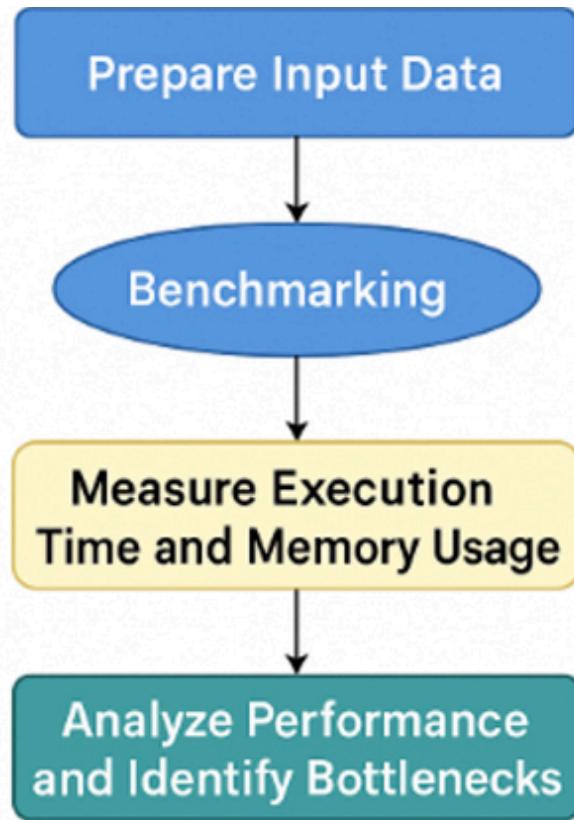 Prepare Input Data
Benchmarking
Measure Execution
Time and Memory Usage
Analyze Performance
and Identify Bottlenecks